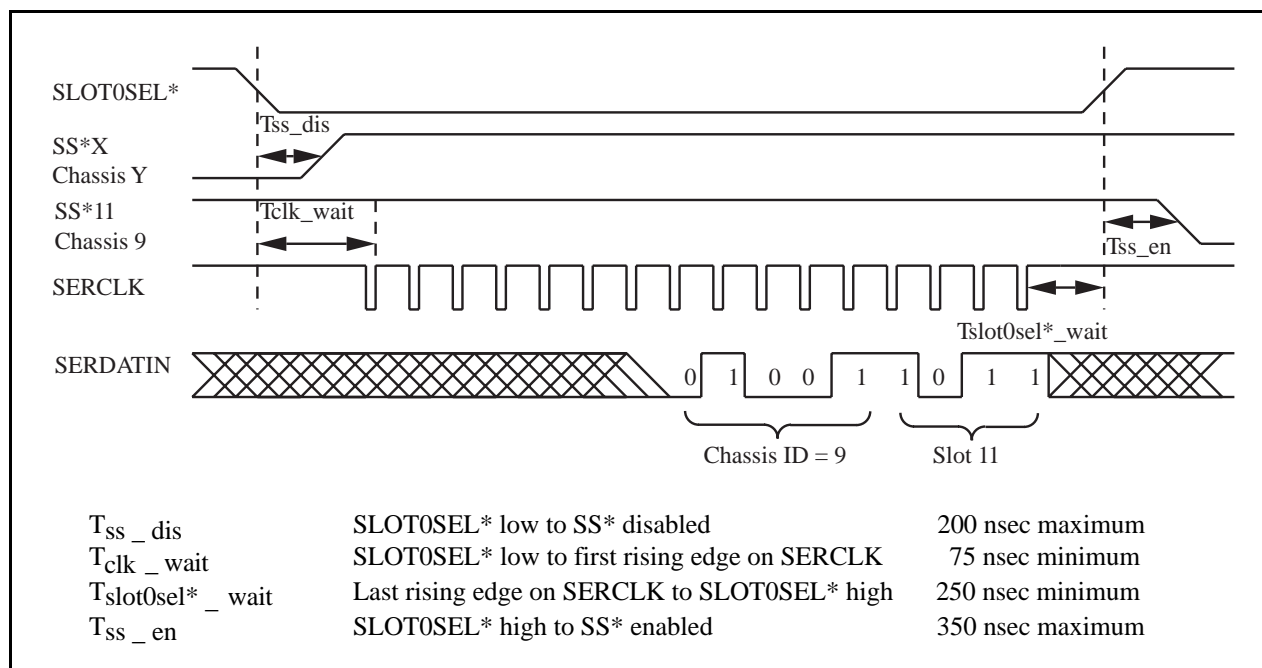 SLOT0SEL*
Tss_dis
SS*X
Chassis Y
SS*11
Tclk_wait
Chassis 9
Tss_en
SERCLK
Tslot0sel*_wait
SERDATIN
0 1 0 0 1 1 0 1 1
Chassis ID = 9 Slot 11
Tss _ dis SLOT0SEL* low to SS* disabled 200 nsec maximum
Tclk _ wait SLOT0SEL* low to first rising edge on SERCLK 75 nsec minimum
Tslot0sel* _ wait Last rising edge on SERCLK to SLOT0SEL* high 250 nsec minimum
Tss _ en SLOT0SEL* high to SS* enabled 350 nsec maximum